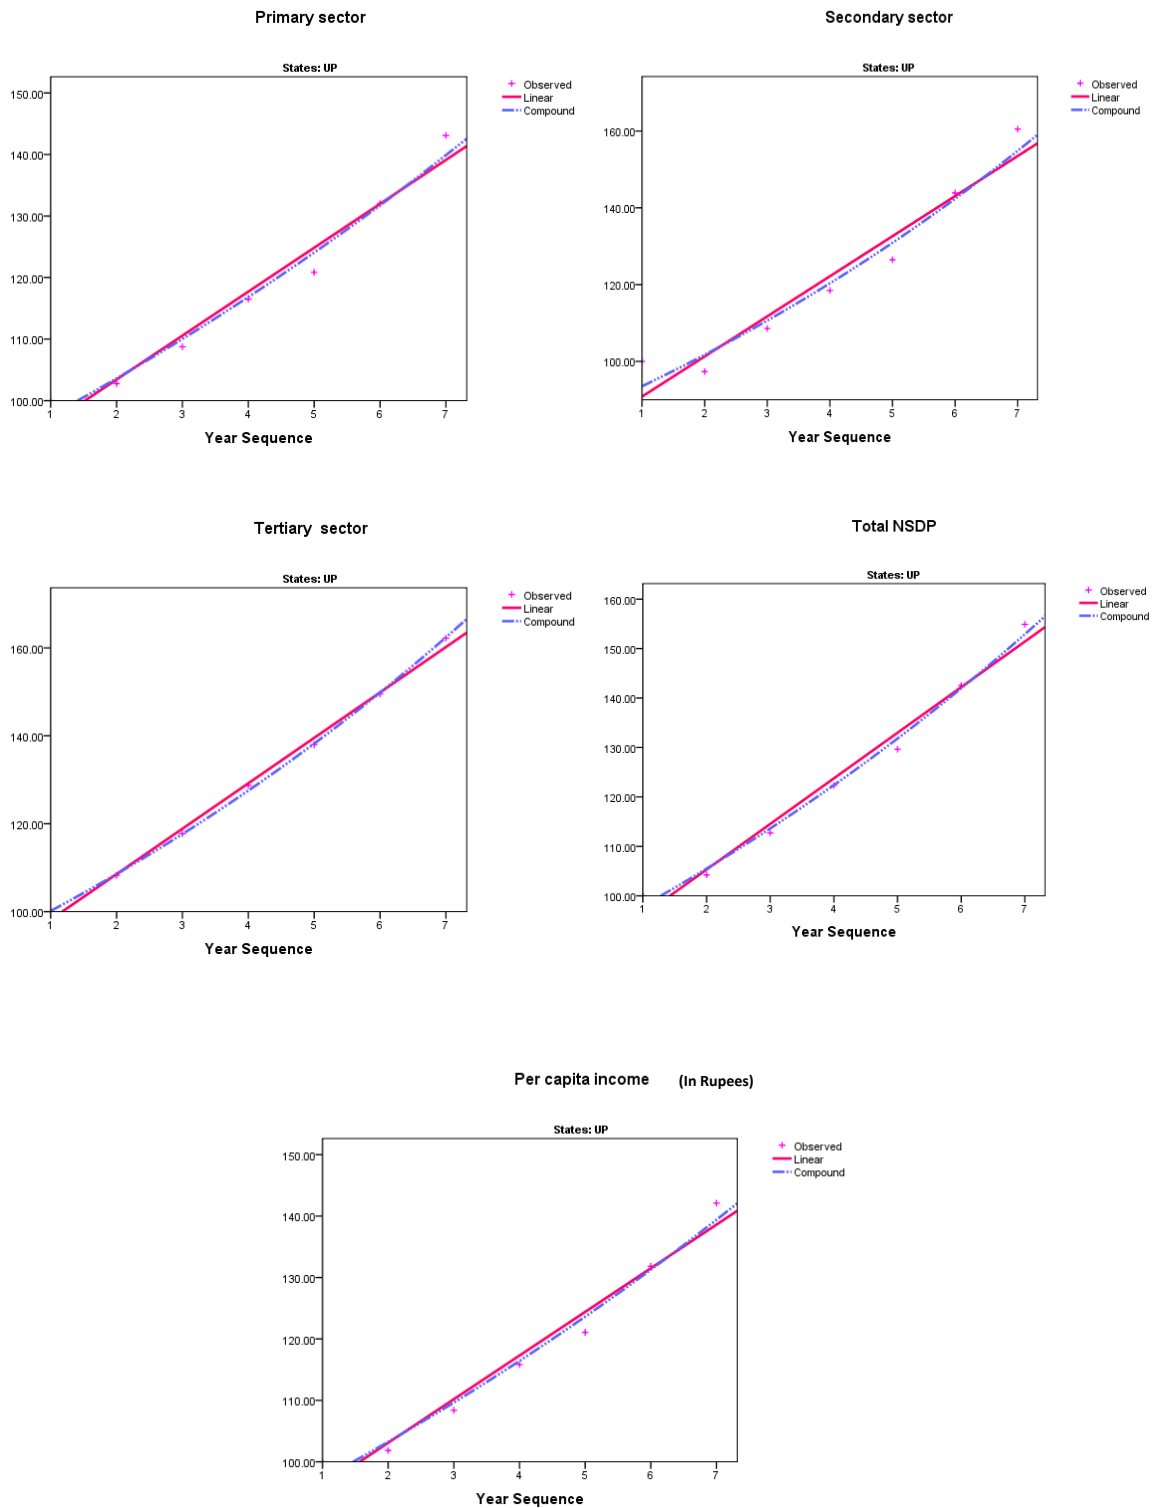 Primary sector
States: UP
Observed
Linear
Compound
150.00
140.00
130.00
120.00
110.00
100.00
1 2 3 4 5 6 7
Year Sequence
Secondary sector
States: UP
Observed
Linear
Compound
160.00
140.00
120.00
100.00
1 2 3 4 5 6 7
Year Sequence
Tertiary sector
States: UP
Observed
Linear
Compound
160.00
140.00
120.00
100.00
1 2 3 4 5 6 7
Year Sequence
Total NSDP
States: UP
Observed
Linear
Compound
160.00
150.00
140.00
130.00
120.00
110.00
100.00
1 2 3 4 5 6 7
Year Sequence
Per capita income (In Rupees)
States: UP
Observed
Linear
Compound
150.00
140.00
130.00
120.00
110.00
100.00
1 2 3 4 5 6 7
Year Sequence